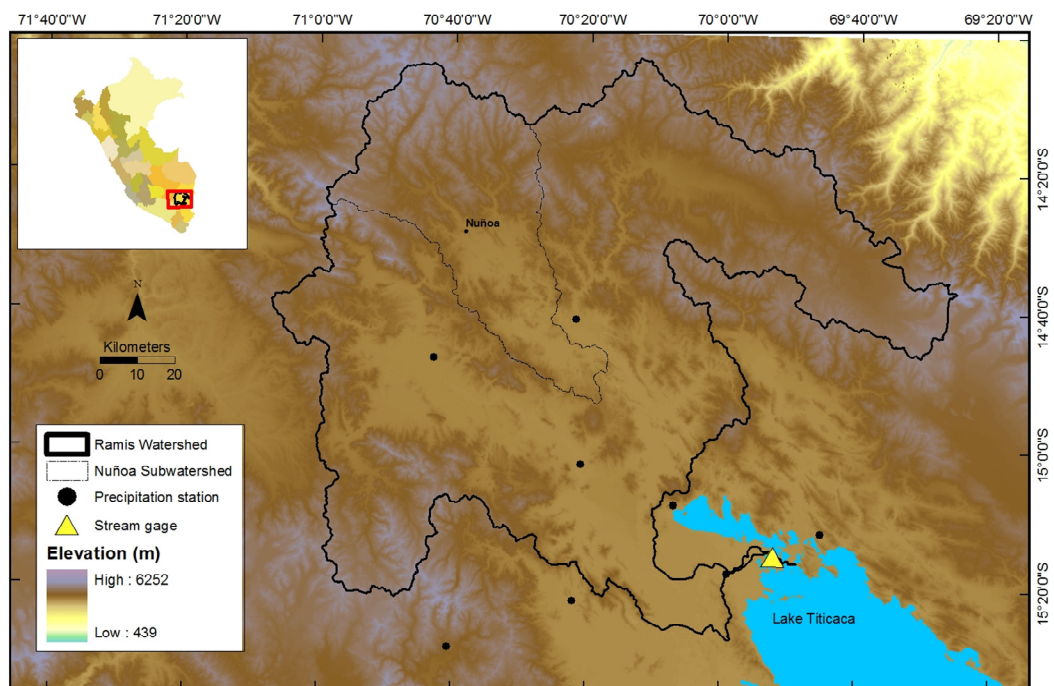 71°40'0"W 71°20'0"W 71°0'0"W 70°40'0"W 70°20'0"W 70°0'0"W 69°40'0"W 69°20'0"W
14°20'0"S
Nuñoa
N
14°40'0"S
Kilometers
0 10 20
15°0'0"S
Ramis Watershed
Nuñoa Subwatershed
Precipitation station
Stream gage
Elevation (m)
High : 6252
Low : 439
15°20'0"S
Lake Titicaca